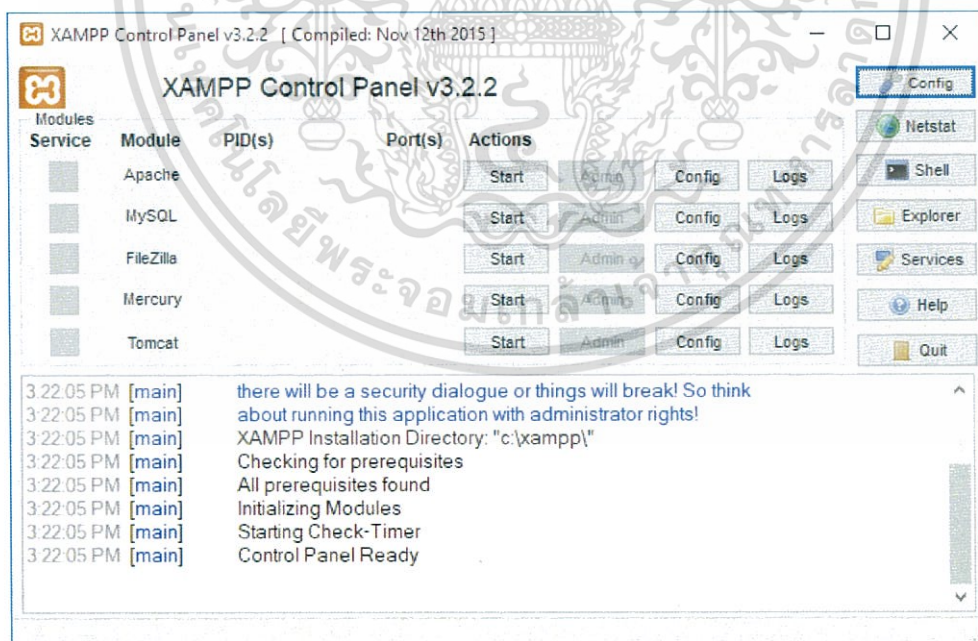 XAMPP Control Panel v3.2.2 [ Compiled: Nov 12th 2015 ]
XAMPP Control Panel v3.2.2
Config
Modules
Service Module PID(s) Port(s) Actions
Netstat
Apache Start Admin Config Logs
Shell
MySQL Start Admin Config Logs
Explorer
FileZilla Start Admin Config Logs
Services
Mercury Start Admin Config Logs
Help
Tomcat Start Admin Config Logs
Quit
3:22:05 PM [main] there will be a security dialogue or things will break! So think
3:22:05 PM [main] about running this application with administrator rights!
3:22:05 PM [main] XAMPP Installation Directory: "c:\xampp\"
3:22:05 PM [main] Checking for prerequisites
3:22:05 PM [main] All prerequisites found
3:22:05 PM [main] Initializing Modules
3:22:05 PM [main] Starting Check-Timer
3:22:05 PM [main] Control Panel Ready